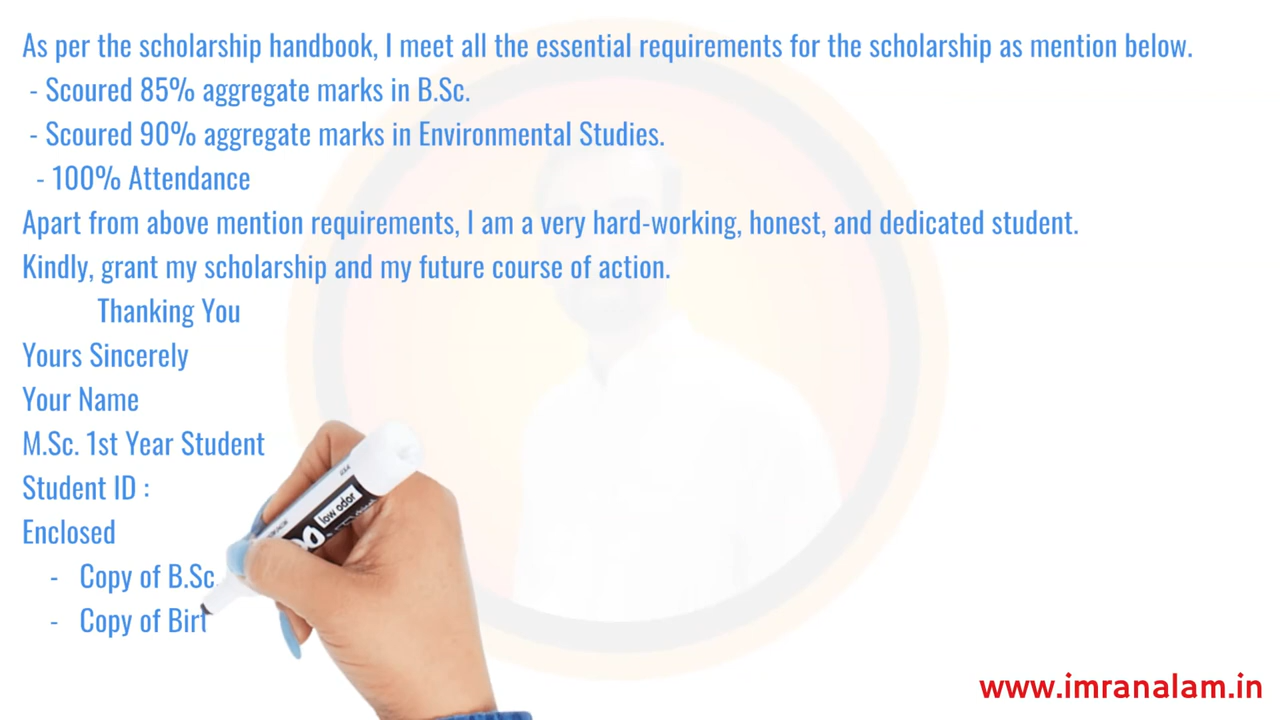 As per the scholarship handbook, I meet all the essential requirements for the scholarship as mention below.
- Scoured 85% aggregate marks in B.Sc.
- Scoured 90% aggregate marks in Environmental Studies.
- 100% Attendance
Apart from above mention requirements, I am a very hard-working, honest, and dedicated student.
Kindly, grant my scholarship and my future course of action.
Thanking You
Yours Sincerely
Your Name
M.Sc. 1st Year Student
Student ID :
Enclosed
- Copy of B.Sc.
- Copy of Birt
low odor
www.imranalam.in